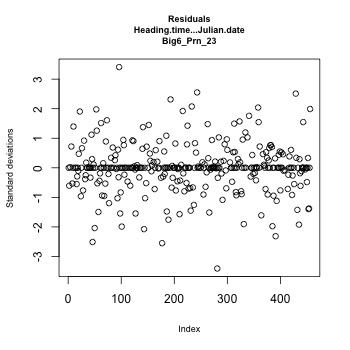 Residuals
Heading.time...Julian.date
Big6_Prn_23
Standard deviations
3
2
1
0
-1
-2
-3
0 100 200 300 400
Index